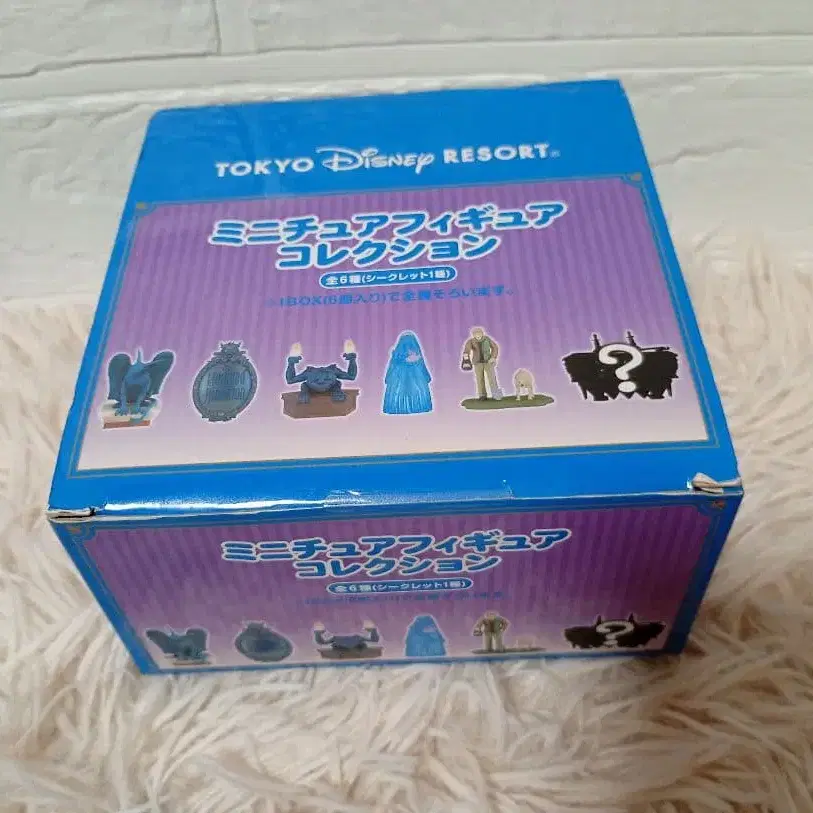 TOKYO Disney RESORT®
ミニチュアフィギュア
コレクション
全6種(シークレット1種)
※1BOX(6個入り)で全種そろいます。
?
ミニチュアフィギュア
コレクション
全6種(シークレット1種)
?